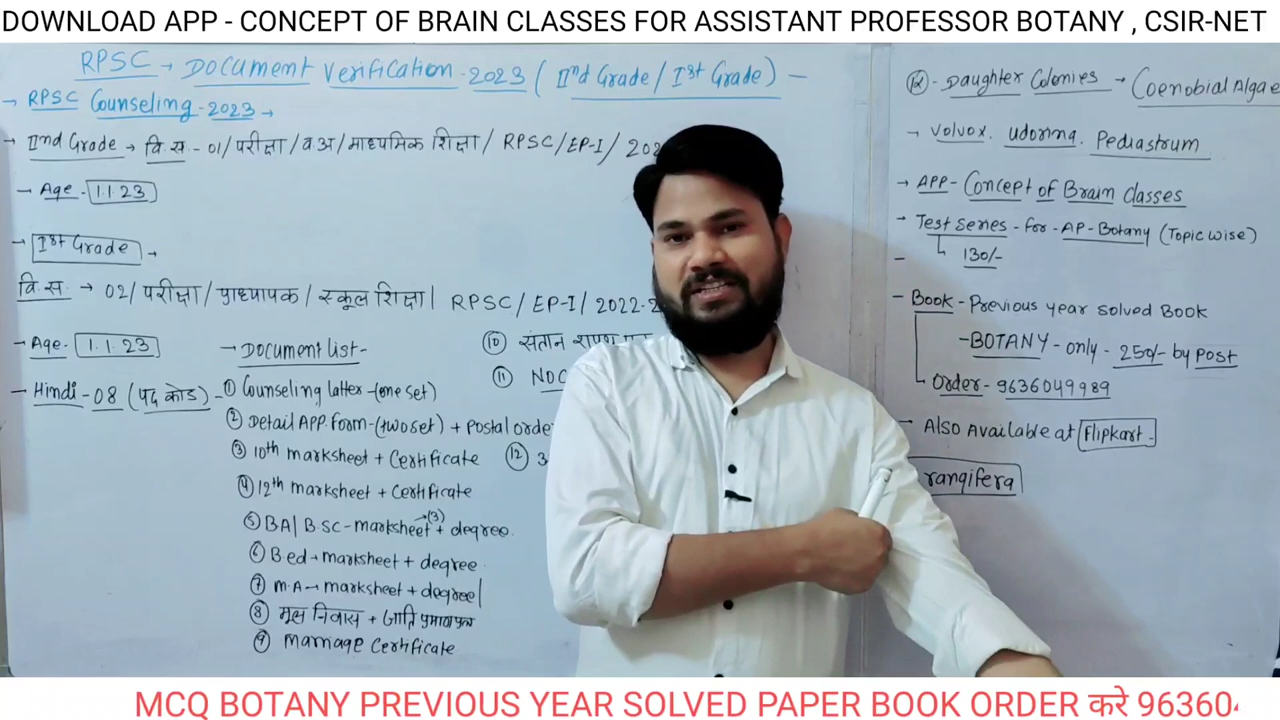 DOWNLOAD APP - CONCEPT OF BRAIN CLASSES FOR ASSISTANT PROFESSOR BOTANY , CSIR-NET
RPSC → Document Verification-2023 (IInd Grade / Ist Grade) -
→ RPSC Counseling-2023 →
→ IInd Grade → वि.स. - 01/परीक्षा/व.अ/माध्यमिक शिक्षा/ RPSC/EP-I/
→ Age - 1.1.23
→ Ist Grade →
वि.स. → 02/परीक्षा/प्राध्यापक/स्कूल शिक्षा/ RPSC/EP-I/2022-2
- Age - 1.1.23
- Hindi - 08 (पद कोड)
→ Document list -
① Counseling latter - (one set)
② Detail APP. form - (two set) + Postal orde
③ 10th marksheet + Certificate
④ 12th marksheet + Certificate
⑤ BA/B.SC - marksheet →(3) + degree.
⑥ B ed → marksheet + degree
⑦ M.A → marksheet + degree/
⑧ मूल निवास + जाति प्रमाण पत्र
⑨ Marriage Certificate
⑩ संतान शपथ
⑪ NOC
⑫ 3
- Daughter Colonies → Coenobial Algae
→ Volvox. udorina. Pediastrum
→ APP - Concept of Brain Classes
Test Series - for - AP - Botany (Topic wise)
- 130/-
- Book - Previous year solved Book
- BOTANY - only - 250/- by Post
Order - 9636049989
- Also Available at Flipkart -
rangifera
MCQ BOTANY PREVIOUS YEAR SOLVED PAPER BOOK ORDER करे 96360